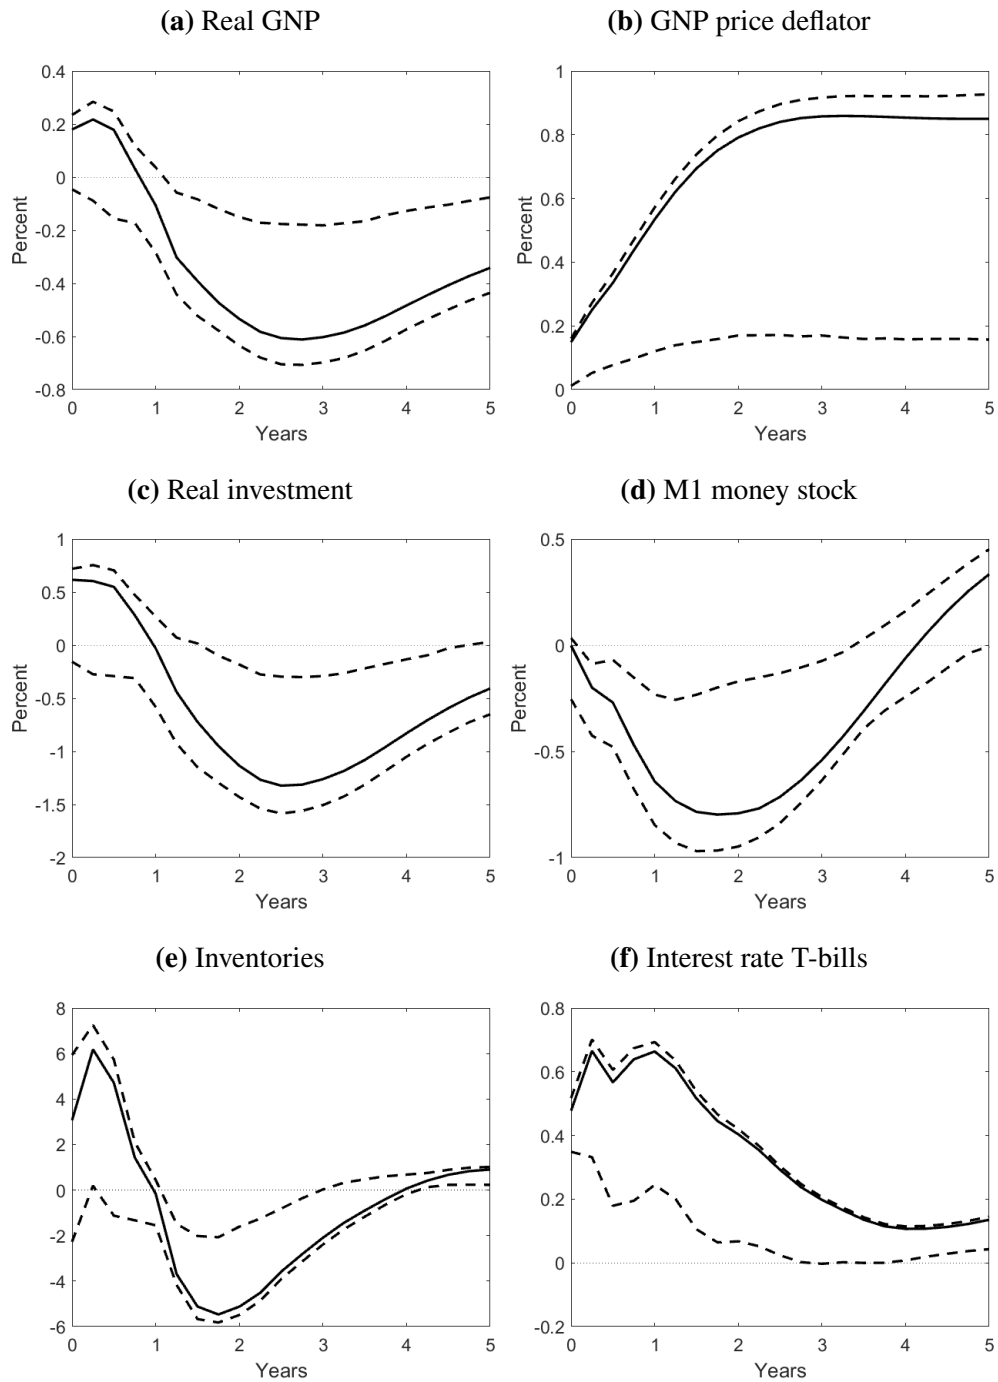 (a) Real GNP
0.4
0.2
0
-0.2
-0.4
-0.6
-0.8
Percent
0 1 2 3 4 5
Years
(b) GNP price deflator
1
0.8
0.6
0.4
0.2
0
Percent
0 1 2 3 4 5
Years
(c) Real investment
1
0.5
0
-0.5
-1
-1.5
-2
Percent
0 1 2 3 4 5
Years
(d) M1 money stock
0.5
0
-0.5
-1
Percent
0 1 2 3 4 5
Years
(e) Inventories
8
6
4
2
0
-2
-4
-6
0 1 2 3 4 5
Years
(f) Interest rate T-bills
0.8
0.6
0.4
0.2
0
-0.2
0 1 2 3 4 5
Years